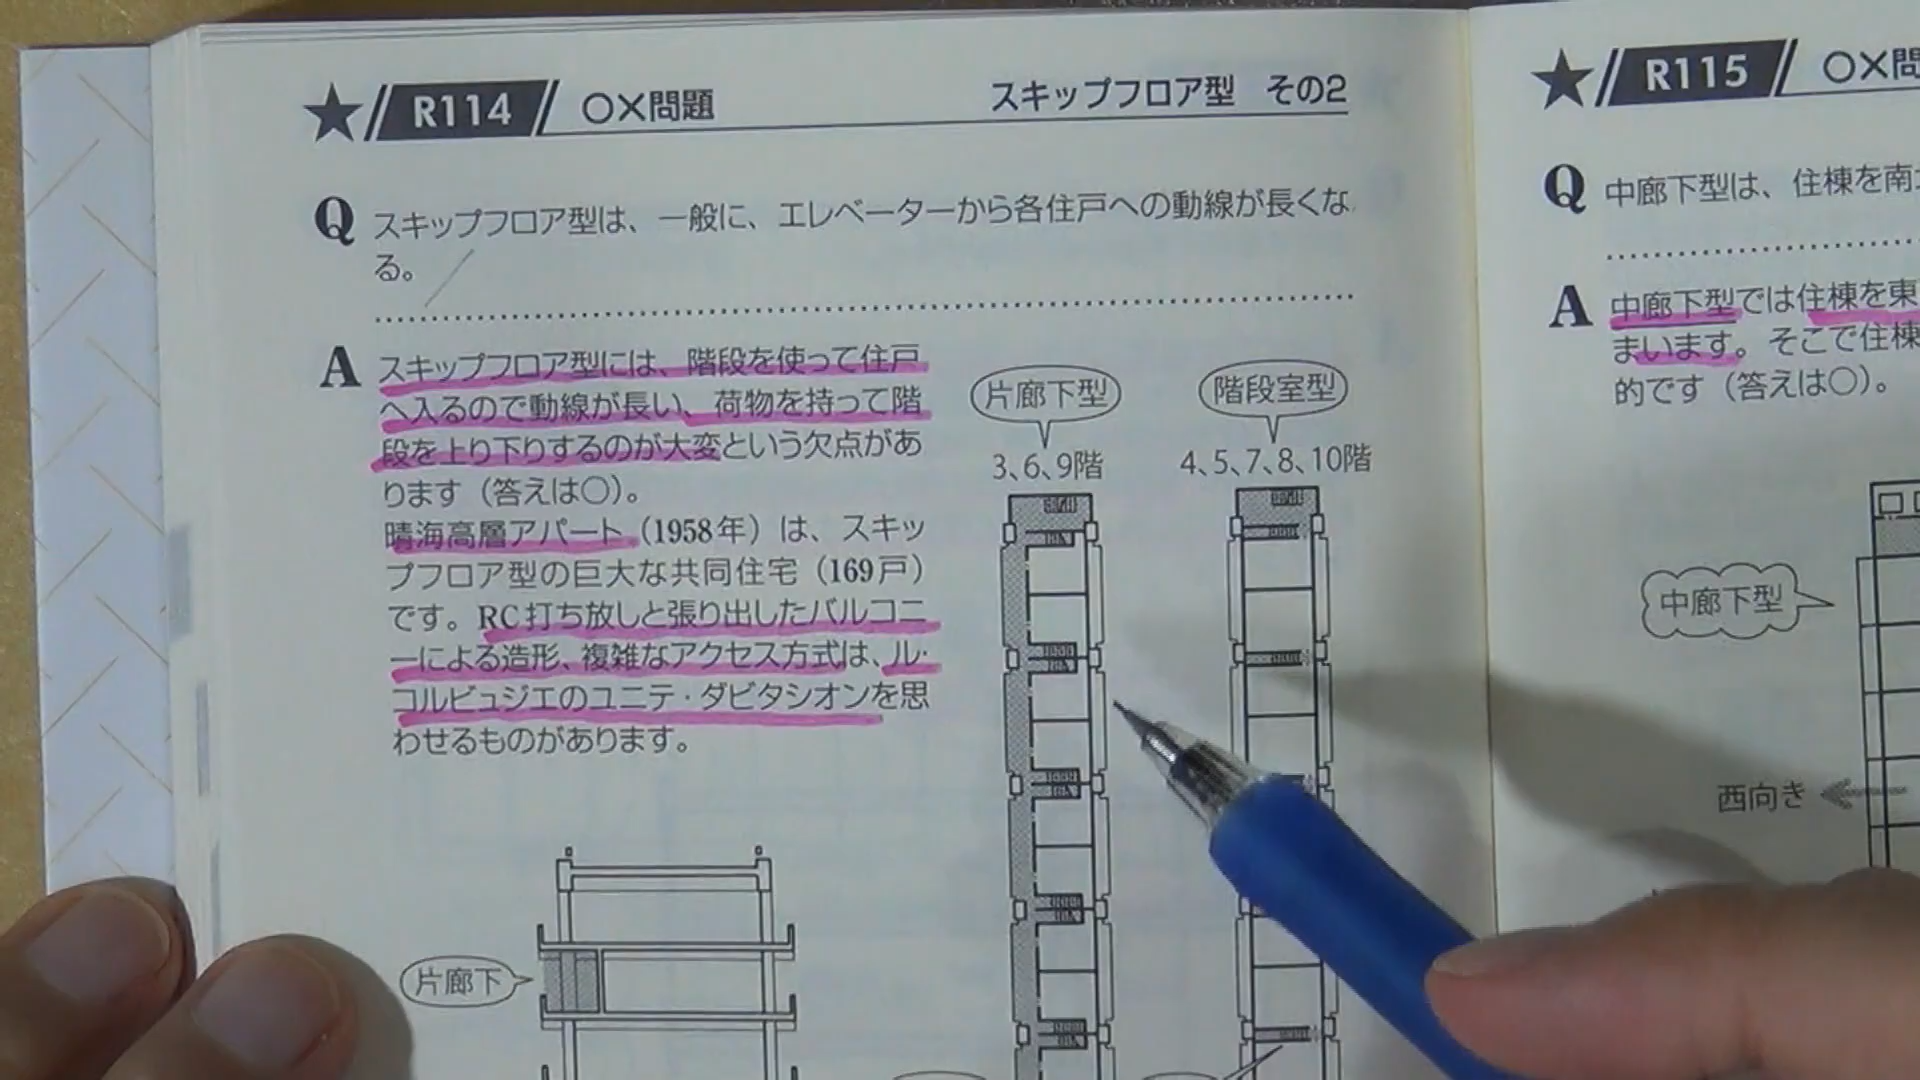 ★ R114 ○×問題 スキップフロア型 その2
Q スキップフロア型は、一般に、エレベーターから各住戸への動線が長くな
る。
A スキップフロア型には、階段を使って住戸
へ入るので動線が長い、荷物を持って階
段を上り下りするのが大変という欠点があ
ります（答えは○）。
晴海高層アパート（1958年）は、スキッ
プフロア型の巨大な共同住宅（169戸）
です。RC打ち放しと張り出したバルコニ
ーによる造形、複雑なアクセス方式は、ル・
コルビュジエのユニテ・ダビタシオンを思
わせるものがあります。
片廊下型
3、6、9階
階段室型
4、5、7、8、10階
片廊下
★ R115 ○×問
Q 中廊下型は、住棟を南
A 中廊下型では住棟を東
まいます。そこで住棟
的です（答えは○）。
中廊下型
西向き